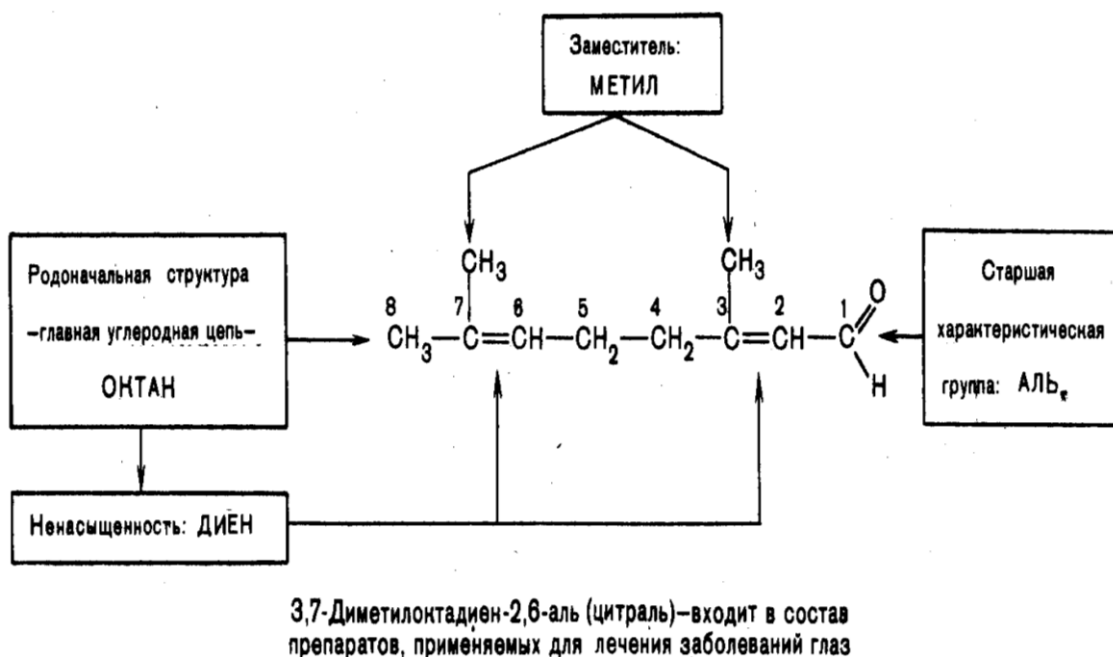 Заместитель:
МЕТИЛ
Родоначальная структура
–главная углеродная цепь–
ОКТАН
Ненасыщенность: ДИЕН
CH3 CH3
8 7 6 5 4 3 2 1 O
CH3–C=CH–CH2–CH2–C=CH–C
H
Старшая
характеристическая
группа: АЛЬ
3,7-Диметилоктадиен-2,6-аль (цитраль)–входит в состав
препаратов, применяемых для лечения заболеваний глаз